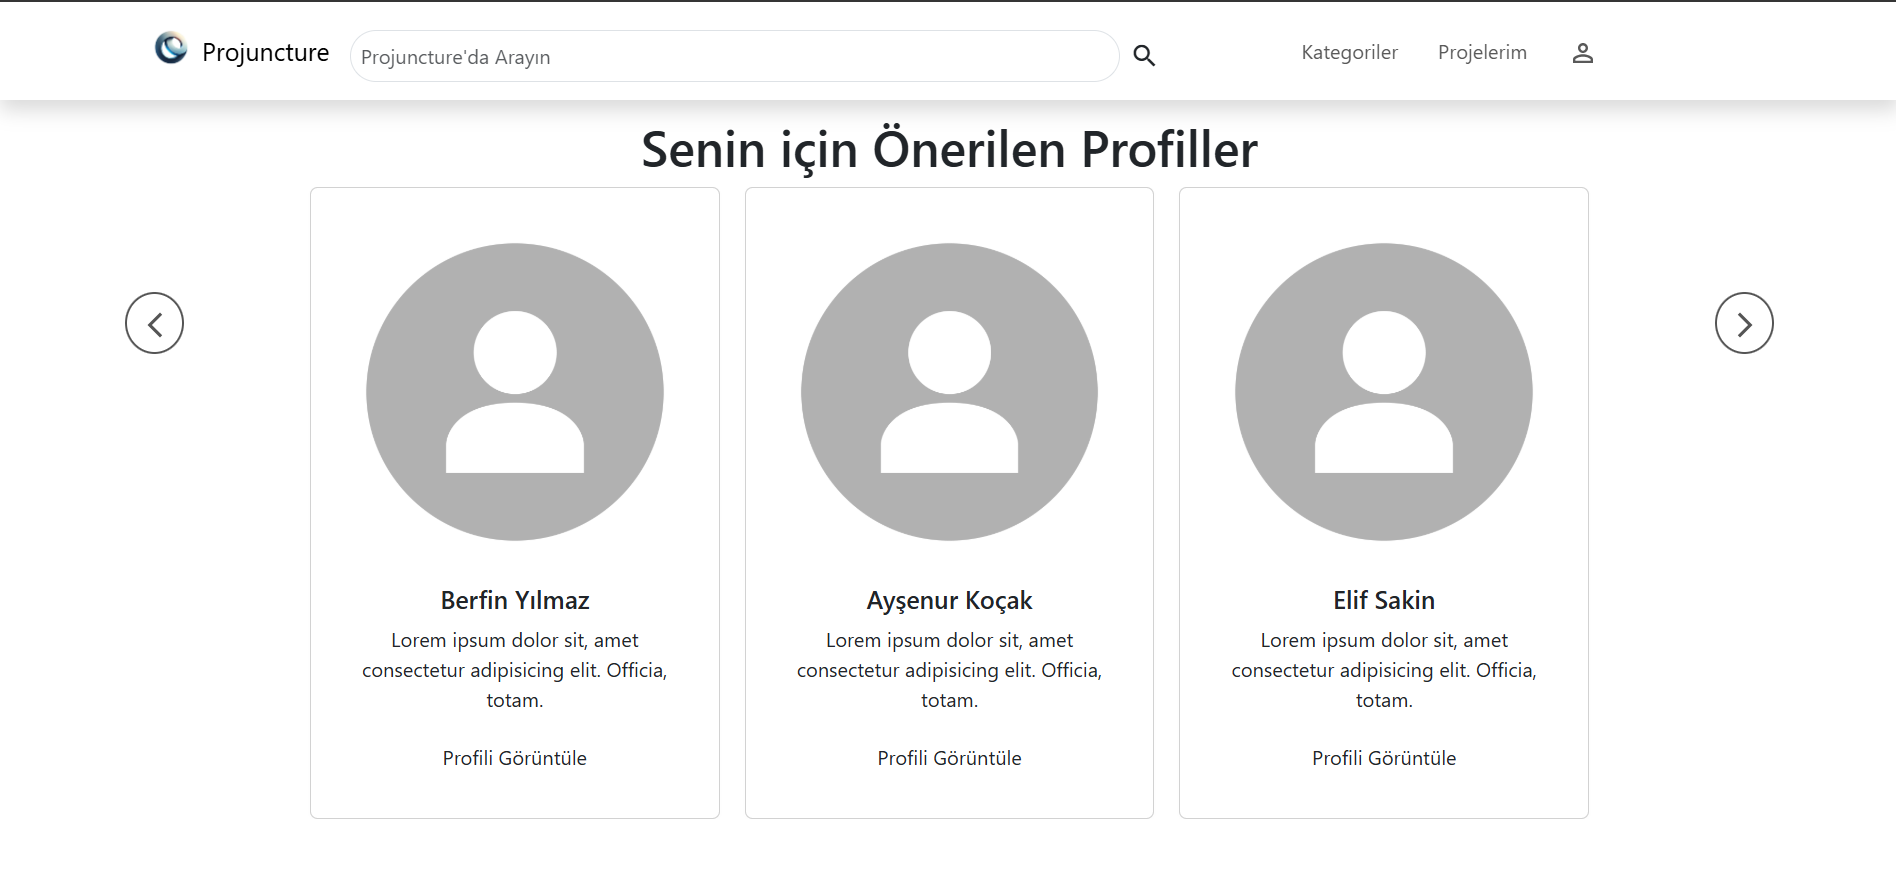 Projuncture
Projuncture'da Arayın
Kategoriler
Projelerim
Senin için Önerilen Profiller
Berfin Yılmaz
Lorem ipsum dolor sit, amet
consectetur adipisicing elit. Officia,
totam.
Profili Görüntüle
Ayşenur Koçak
Lorem ipsum dolor sit, amet
consectetur adipisicing elit. Officia,
totam.
Profili Görüntüle
Elif Sakin
Lorem ipsum dolor sit, amet
consectetur adipisicing elit. Officia,
totam.
Profili Görüntüle